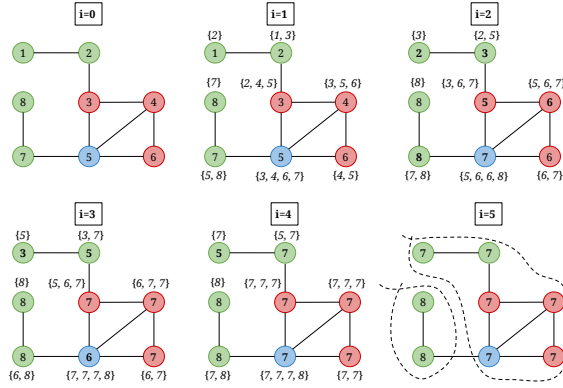 i=0
i=1
i=2
1 2
8 3 4
7 5 6
{2} {1, 3}
1 2
{7} {2, 4, 5} {3, 5, 6}
8 3 4
7 5 6
{5, 8} {3, 4, 6, 7} {4, 5}
{3} {2, 5}
2 3
{8} {3, 6, 7} {5, 6, 7}
8 5 6
8 7 6
{7, 8} {5, 6, 6, 8} {6, 7}
i=3
i=4
i=5
{5} {3, 7}
3 5
{8} {5, 6, 7} {6, 7, 7}
8 7 7
8 6 7
{6, 8} {7, 7, 7, 8} {6, 7}
{7} {5, 7}
5 7
{8} {7, 7, 7} {7, 7, 7}
8 7 7
8 7 7
{7, 8} {7, 7, 7, 8} {7, 7}
7 7
8 7 7
8 7 7